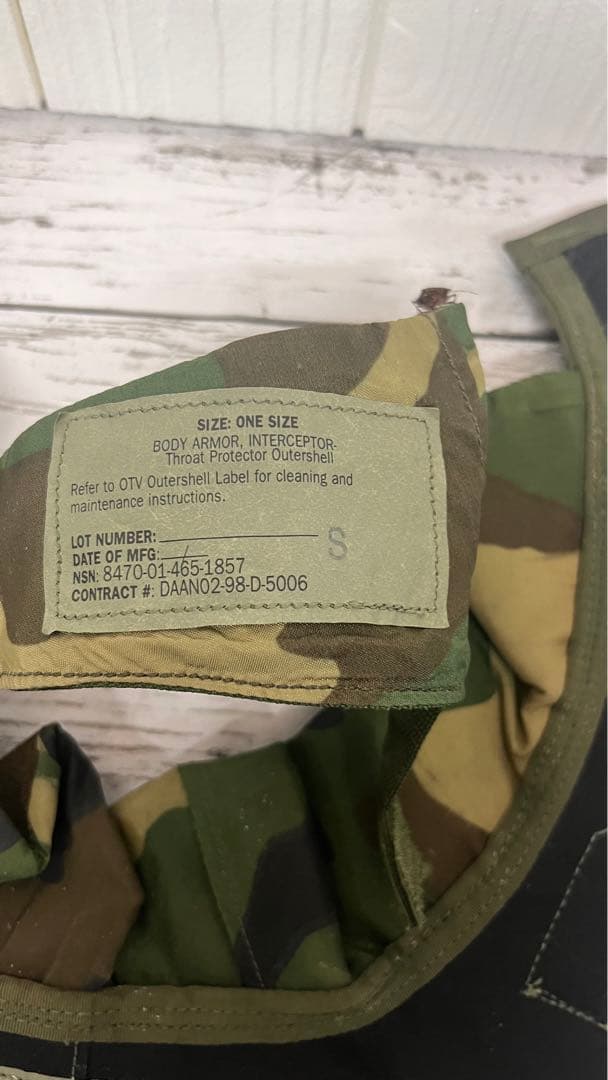 SIZE: ONE SIZE
BODY ARMOR, INTERCEPTOR-
Throat Protector Outershell
Refer to OTV Outershell Label for cleaning and
maintenance instructions.
LOT NUMBER:
S
DATE OF MFG:
NSN: 8470-01-465-1857
CONTRACT #: DAAN02-98-D-5006